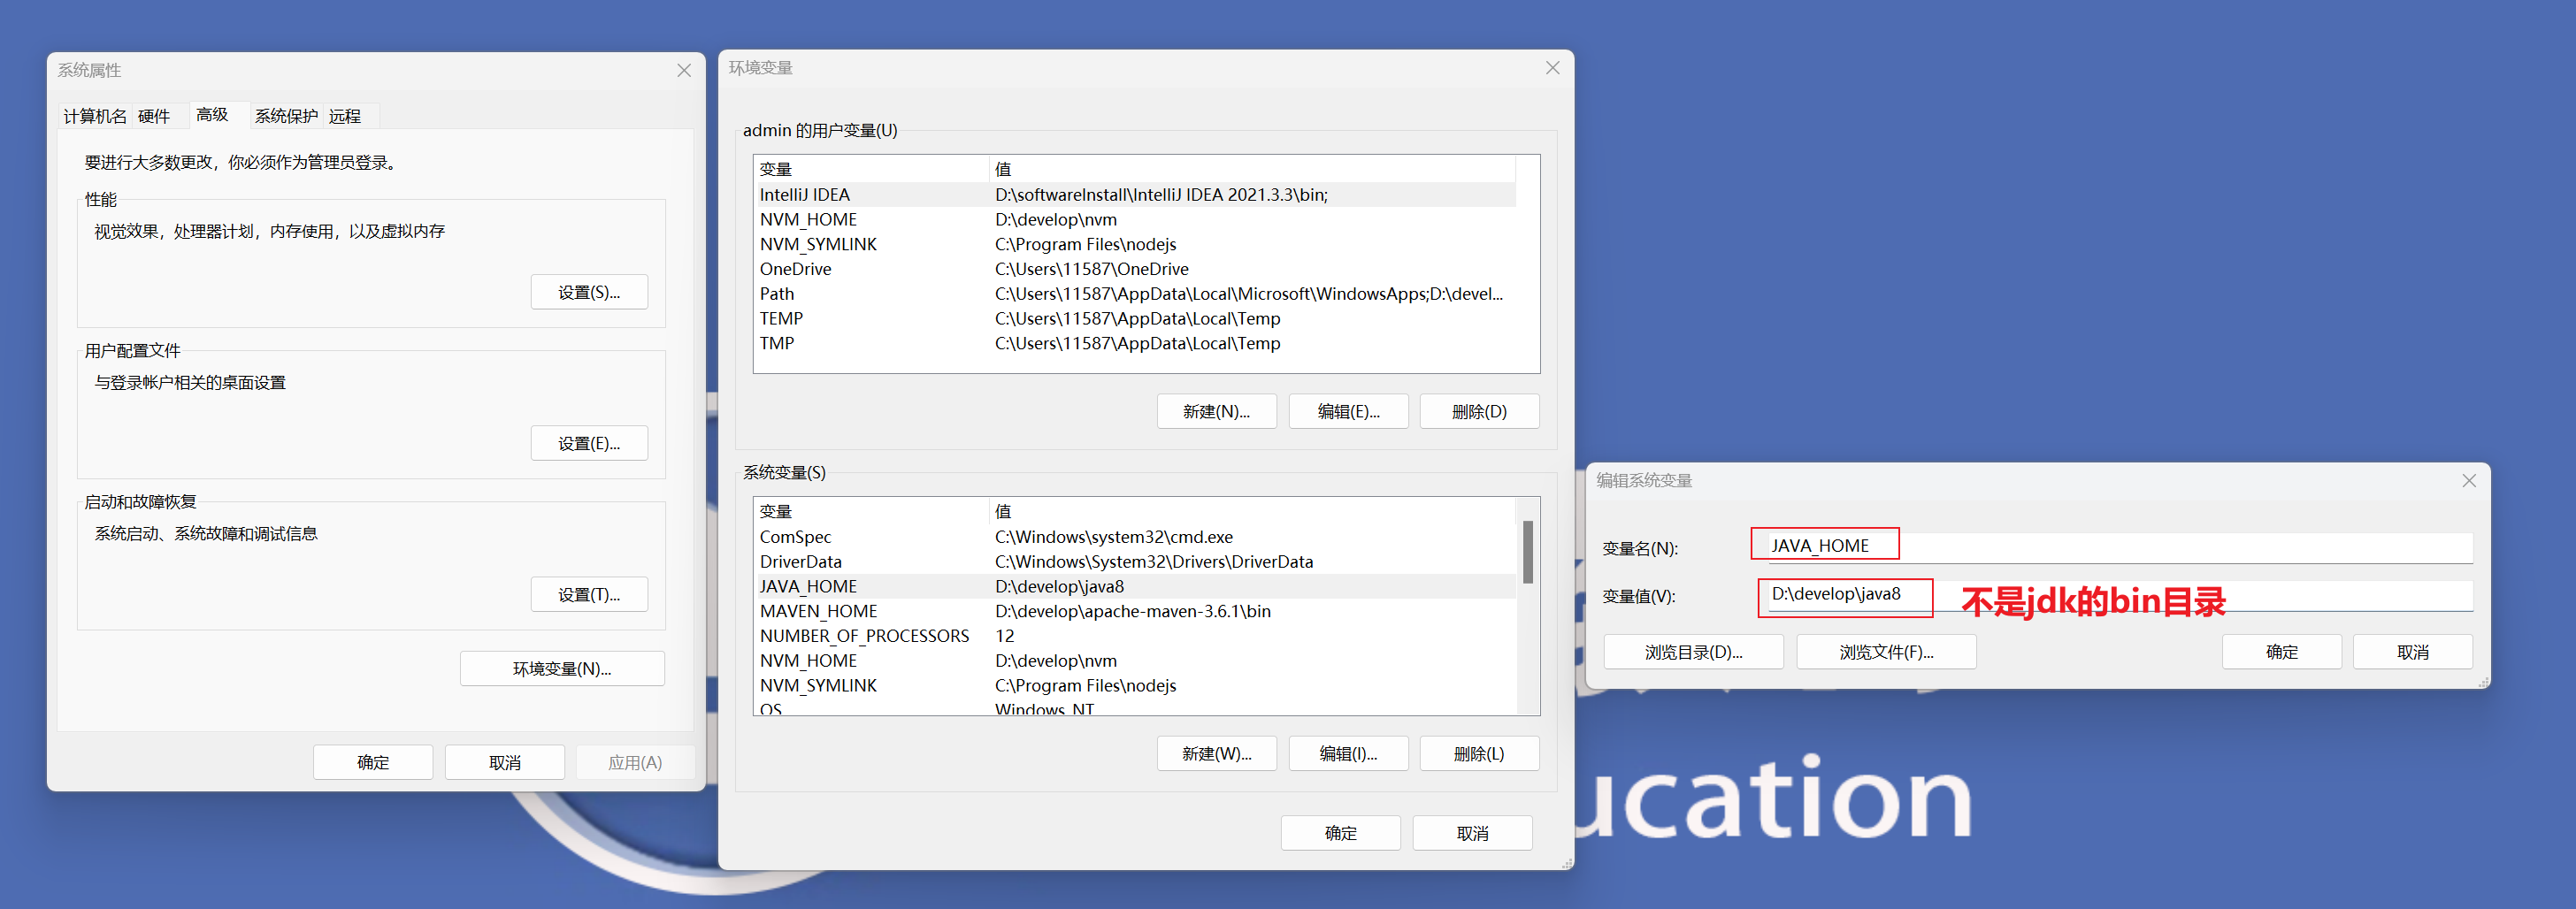 系统属性
计算机名 硬件 高级 系统保护 远程
要进行大多数更改，你必须作为管理员登录。
性能
视觉效果，处理器计划，内存使用，以及虚拟内存
设置(S)...
用户配置文件
与登录帐户相关的桌面设置
设置(E)...
启动和故障恢复
系统启动、系统故障和调试信息
设置(T)...
环境变量(N)...
确定 取消 应用(A)
环境变量
admin 的用户变量(U)
变量 值
IntelliJ IDEA D:\softwareInstall\IntelliJ IDEA 2021.3.3\bin;
NVM_HOME D:\develop\nvm
NVM_SYMLINK C:\Program Files\nodejs
OneDrive C:\Users\11587\OneDrive
Path C:\Users\11587\AppData\Local\Microsoft\WindowsApps;D:\devel...
TEMP C:\Users\11587\AppData\Local\Temp
TMP C:\Users\11587\AppData\Local\Temp
新建(N)... 编辑(E)... 删除(D)
系统变量(S)
变量 值
ComSpec C:\Windows\system32\cmd.exe
DriverData C:\Windows\System32\Drivers\DriverData
JAVA_HOME D:\develop\java8
MAVEN_HOME D:\develop\apache-maven-3.6.1\bin
NUMBER_OF_PROCESSORS 12
NVM_HOME D:\develop\nvm
NVM_SYMLINK C:\Program Files\nodejs
OS Windows_NT
新建(W)... 编辑(I)... 删除(L)
确定 取消
编辑系统变量
变量名(N): JAVA_HOME
变量值(V): D:\develop\java8 不是jdk的bin目录
浏览目录(D)... 浏览文件(F)... 确定 取消
ucation